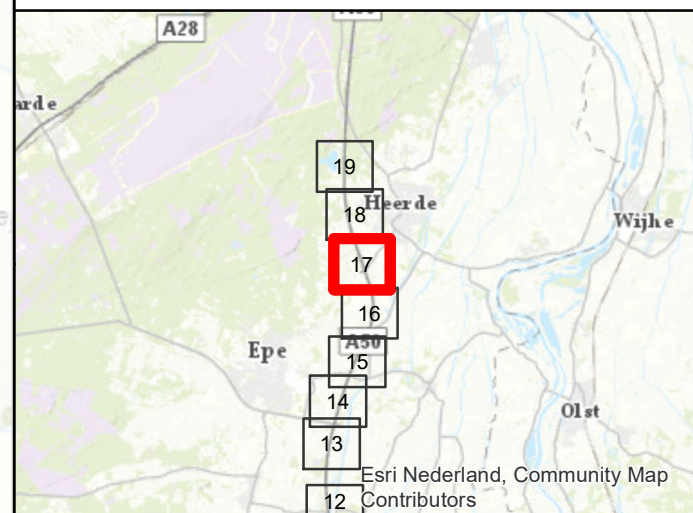 A28
arde
19
Heerde
18
Wijhe
17
16
A50
Epe
15
14
Olst
13
Esri Nederland, Community Map
Contributors
12